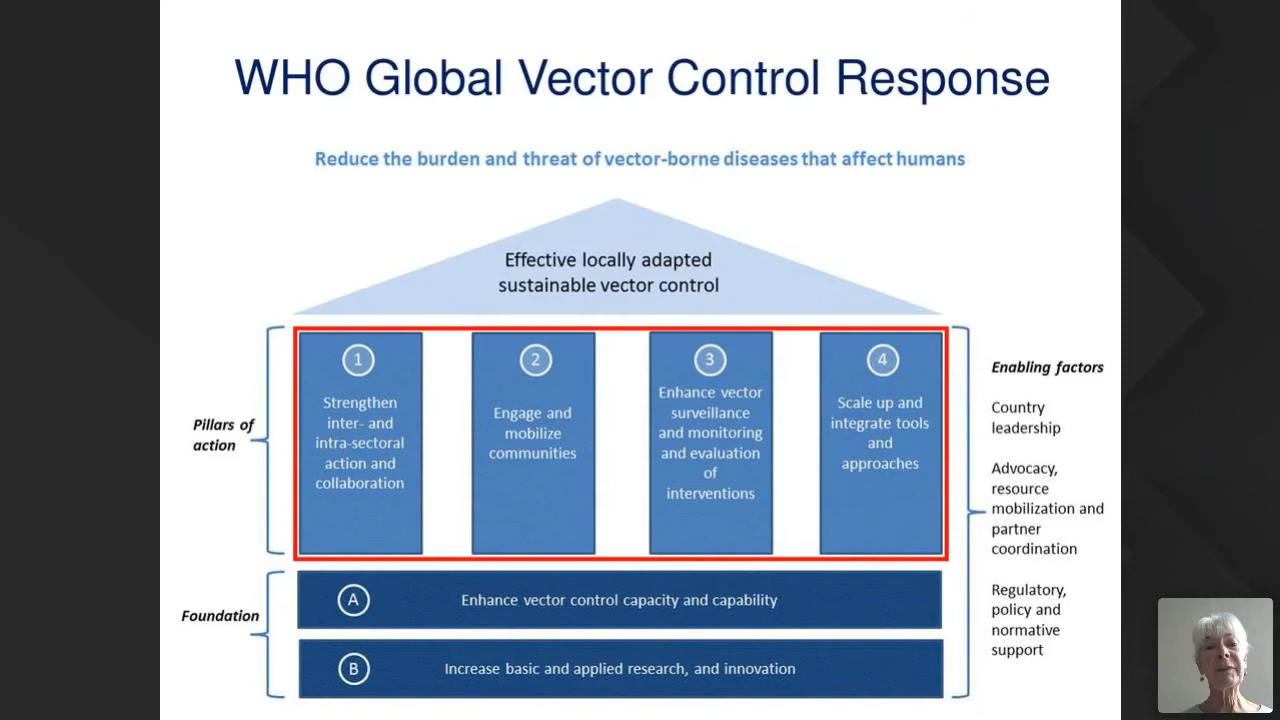 WHO Global Vector Control Response
Reduce the burden and threat of vector-borne diseases that affect humans
Effective locally adapted
sustainable vector control
Pillars of
action
1
Strengthen
inter- and
intra-sectoral
action and
collaboration
2
Engage and
mobilize
communities
3
Enhance vector
surveillance
and monitoring
and evaluation
of
interventions
4
Scale up and
integrate tools
and
approaches
Enabling factors
Country
leadership
Advocacy,
resource
mobilization and
partner
coordination
Regulatory,
policy and
normative
support
Foundation
A
Enhance vector control capacity and capability
B
Increase basic and applied research, and innovation